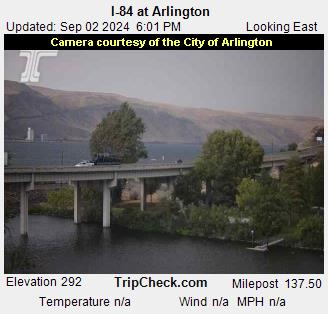 I-84 at Arlington
Updated: Sep 02 2024 6:01 PM Looking East
Camera courtesy of the City of Arlington
Elevation 292 TripCheck.com Milepost 137.50
Temperature n/a Wind n/a MPH n/a